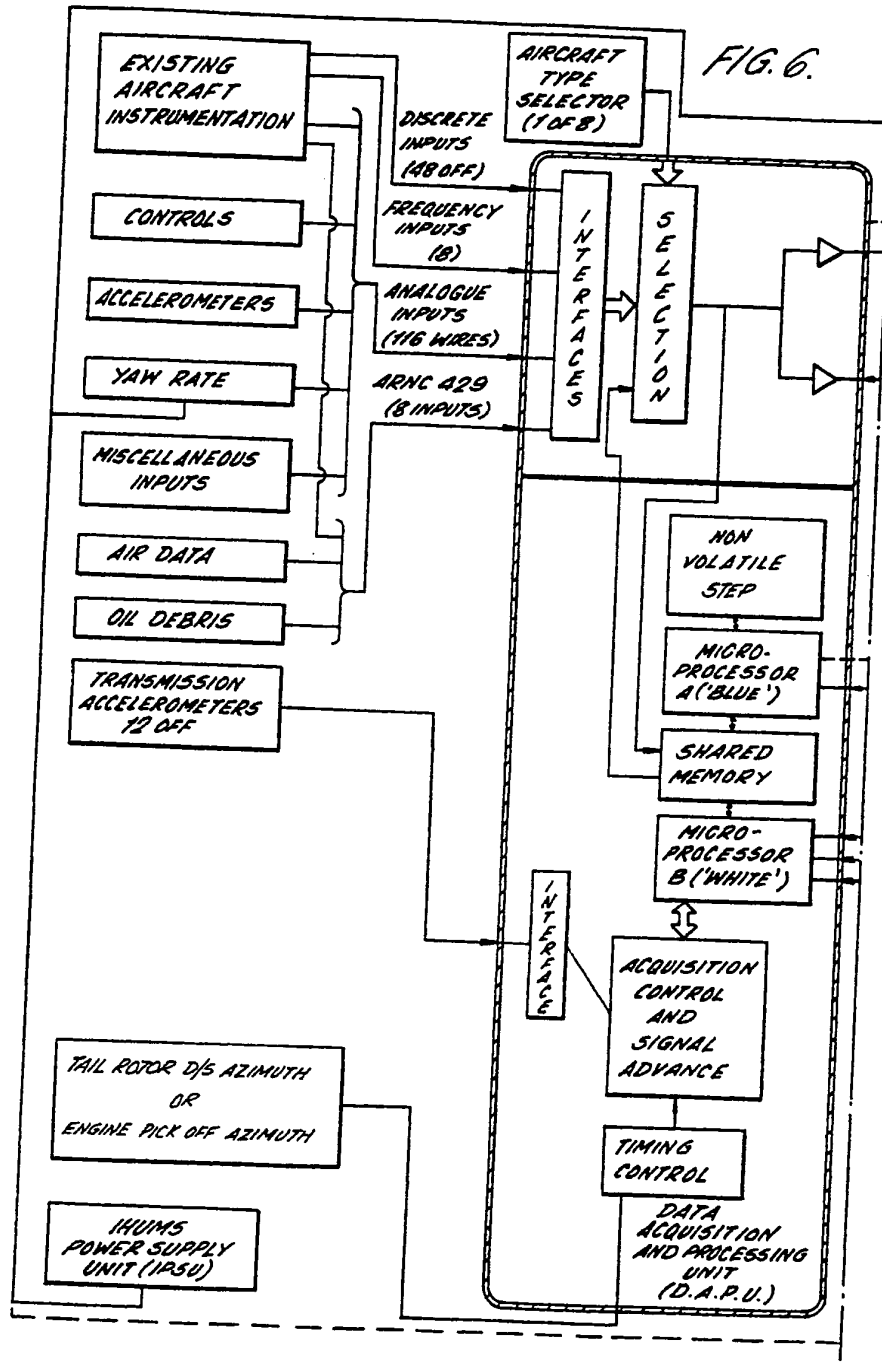 FIG. 6.
EXISTING
AIRCRAFT
INSTRUMENTATION
CONTROLS
ACCELEROMETERS
YAW RATE
MISCELLANEOUS
INPUTS
AIR DATA
OIL DEBRIS
TRANSMISSION
ACCELEROMETERS
12 OFF
TAIL ROTOR D/S AZIMUTH
OR
ENGINE PICK OFF AZIMUTH
IHUMS
POWER SUPPLY
UNIT (IPSU)
DISCRETE
INPUTS
(48 OFF)
FREQUENCY
INPUTS
(8)
ANALOGUE
INPUTS
(116 WIRES)
ARNC 429
(8 INPUTS)
AIRCRAFT
TYPE
SELECTOR
(1 OF 8)
INTERFACES
SELECTION
NON
VOLATILE
STEP
MICRO-
PROCESSOR
A ('BLUE')
SHARED
MEMORY
MICRO-
PROCESSOR
B ('WHITE')
INTERFACE
ACQUISITION
CONTROL
AND
SIGNAL
ADVANCE
TIMING
CONTROL
DATA
ACQUISITION
AND PROCESSING
UNIT
(D.A.P.U.)